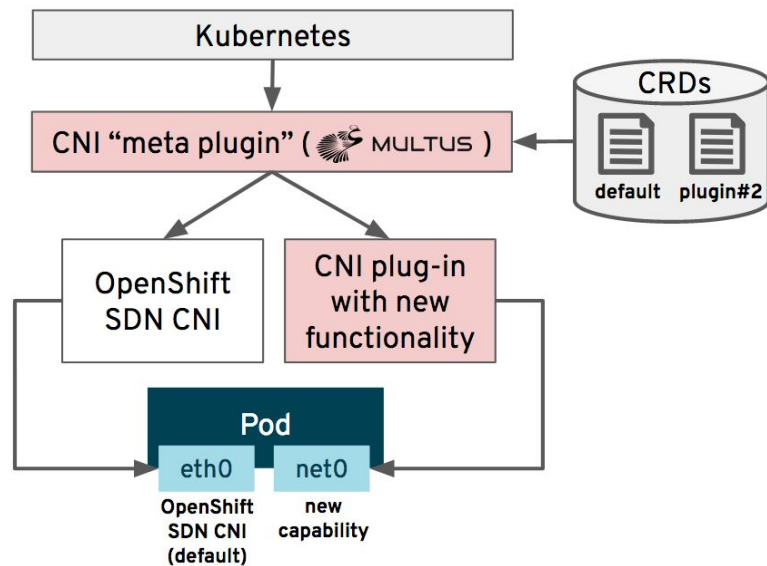 Kubernetes
CNI “meta plugin” ( MULTUS )
CRDs
default
plugin#2
OpenShift
SDN CNI
CNI plug-in
with new
functionality
Pod
eth0
net0
OpenShift
SDN CNI
(default)
new
capability